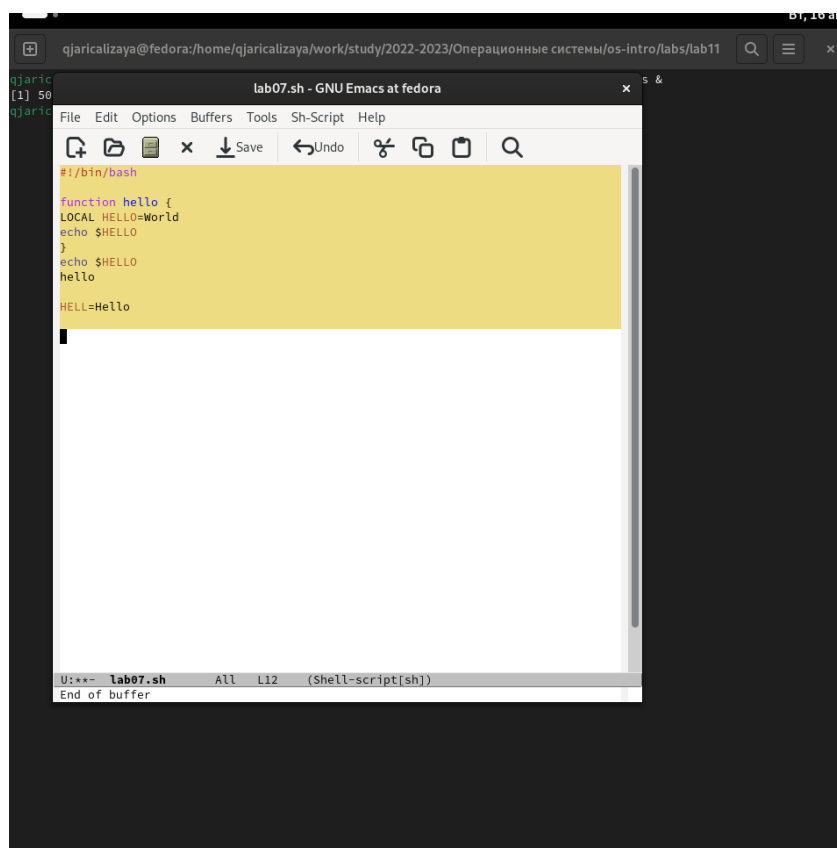 Вт, 16
qjaricalizaya@fedora:/home/qjaricalizaya/work/study/2022-2023/Операционные системы/os-intro/labs/lab11
qjaric s &
[1] 50
qjaric
lab07.sh - GNU Emacs at fedora
File Edit Options Buffers Tools Sh-Script Help
Save Undo
#!/bin/bash
function hello {
LOCAL HELLO=World
echo $HELLO
}
echo $HELLO
hello
HELL=Hello
U:**- lab07.sh All L12 (Shell-script[sh])
End of buffer